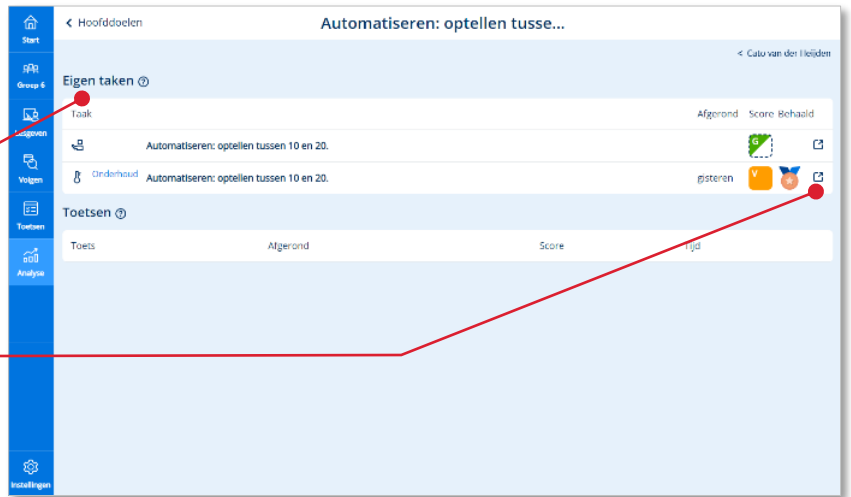 Hoofddoelen
Automatiseren: optellen tusse...
Cato van der Heijden
Start
Groep 6
Lesgeven
Volgen
Toetsen
Analyse
Instellingen
Eigen taken
Taak Afgerond Score Behaald
Automatiseren: optellen tussen 10 en 20. G
Onderhoud Automatiseren: optellen tussen 10 en 20. gisteren V
Toetsen
Toets Afgerond Score Tijd